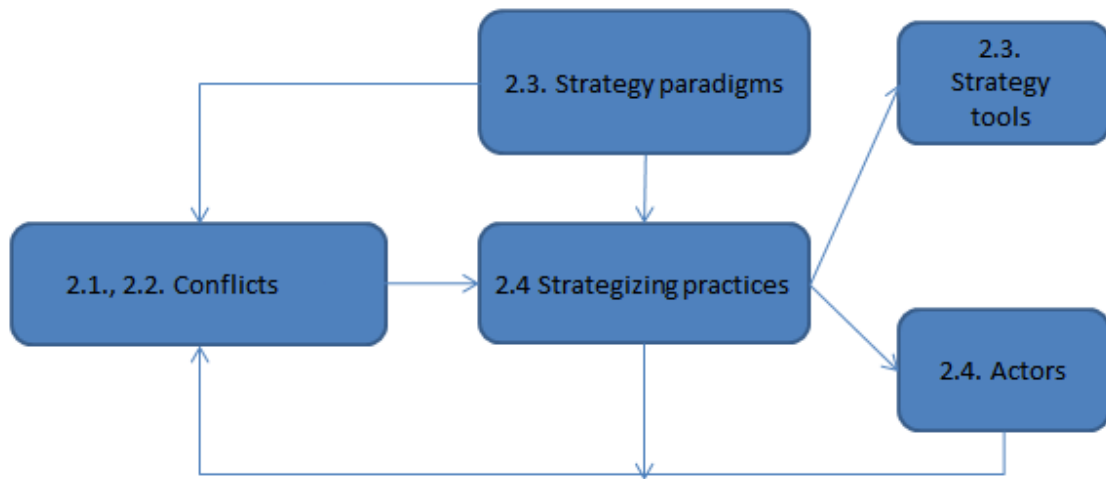 2.3. Strategy paradigms
2.3.
Strategy
tools
2.1., 2.2. Conflicts
2.4 Strategizing practices
2.4. Actors